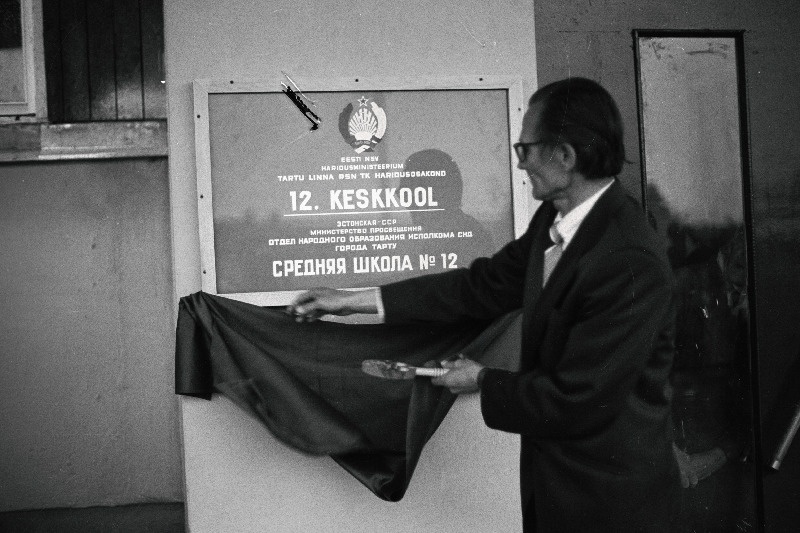 EESTI NSV
HARIDUSMINISTEERIUM
TARTU LINNA RSN TK HARIDUSOSAKOND
12. KESKKOOL
ЭСТОНСКАЯ ССР
МИНИСТЕРСТВО ПРОСВЕЩЕНИЯ
ОТДЕЛ НАРОДНОГО ОБРАЗОВАНИЯ ИСПОЛКОМА СНД
ГОРОДА ТАРТУ
СРЕДНЯЯ ШКОЛА № 12